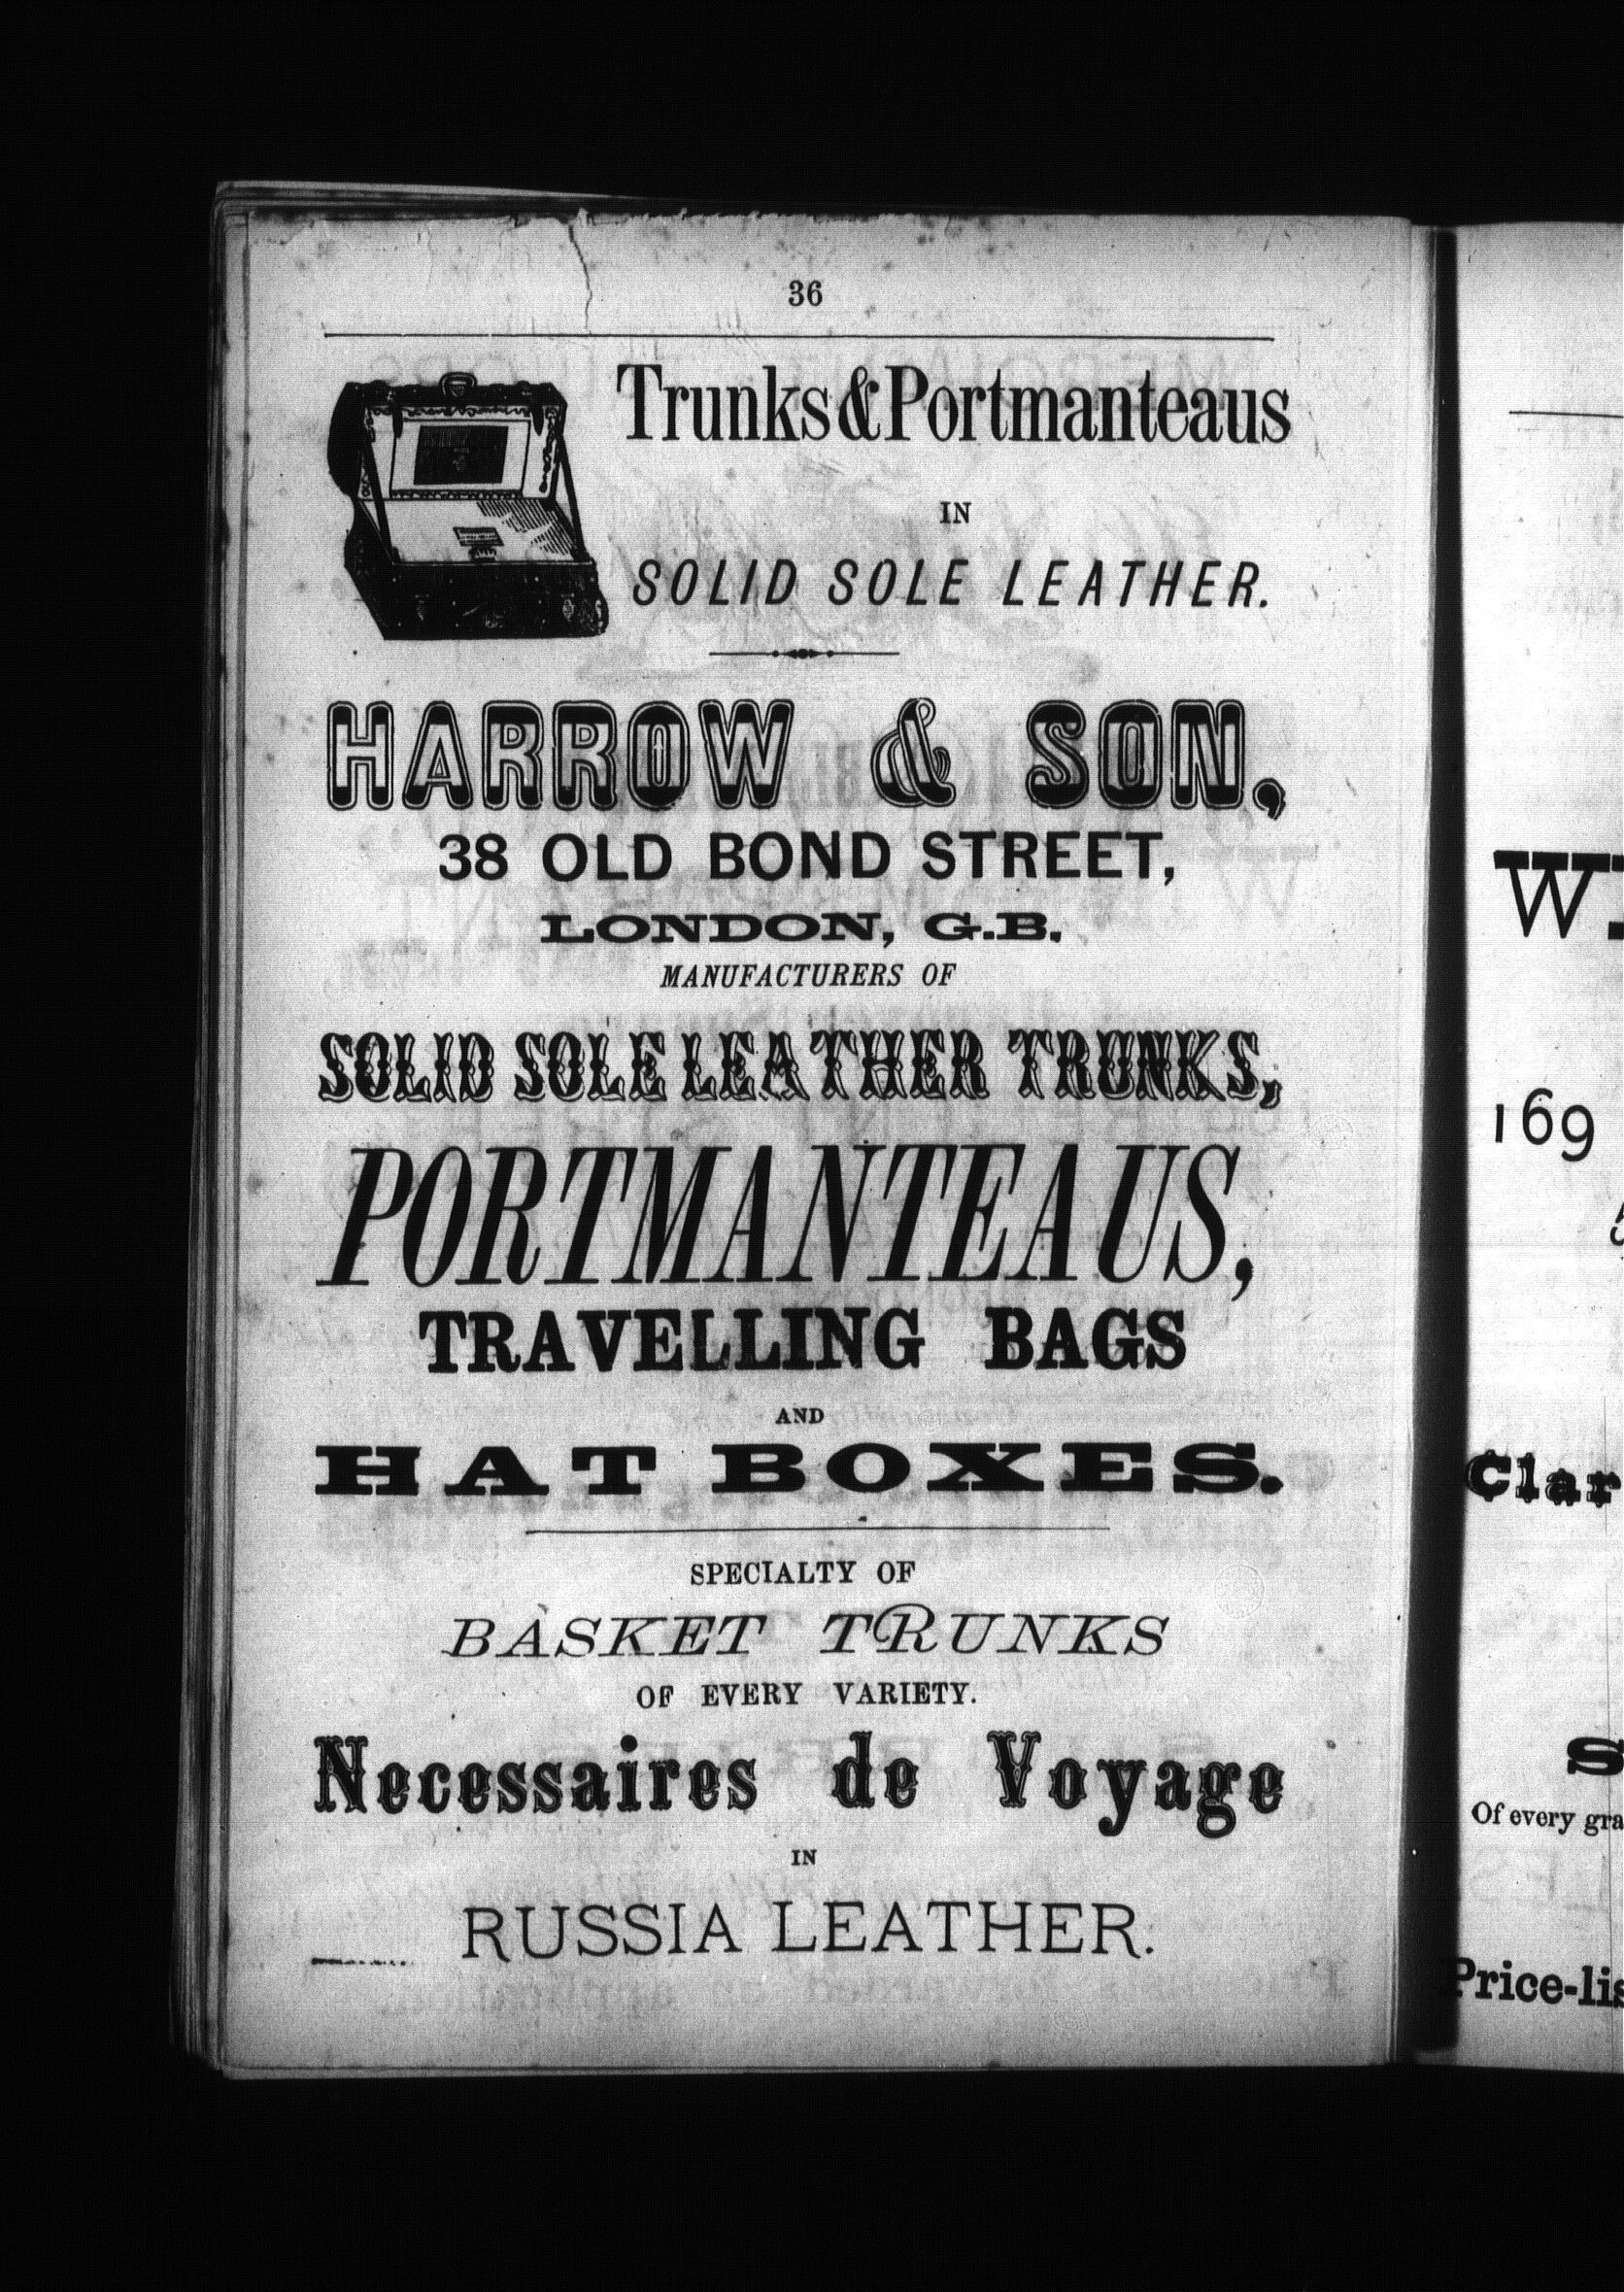 36
Trunks & Portmanteaus
IN
SOLID SOLE LEATHER.
HARROW & SON,
38 OLD BOND STREET,
LONDON, G.B.
MANUFACTURERS OF
SOLID SOLE LEATHER TRUNKS,
PORTMANTEAUS,
TRAVELLING BAGS
AND
HAT BOXES.
SPECIALTY OF
BASKET TRUNKS
OF EVERY VARIETY.
Necessaires de Voyage
IN
RUSSIA LEATHER.
W.
169
Clar
S
Of every gra
Price-lis